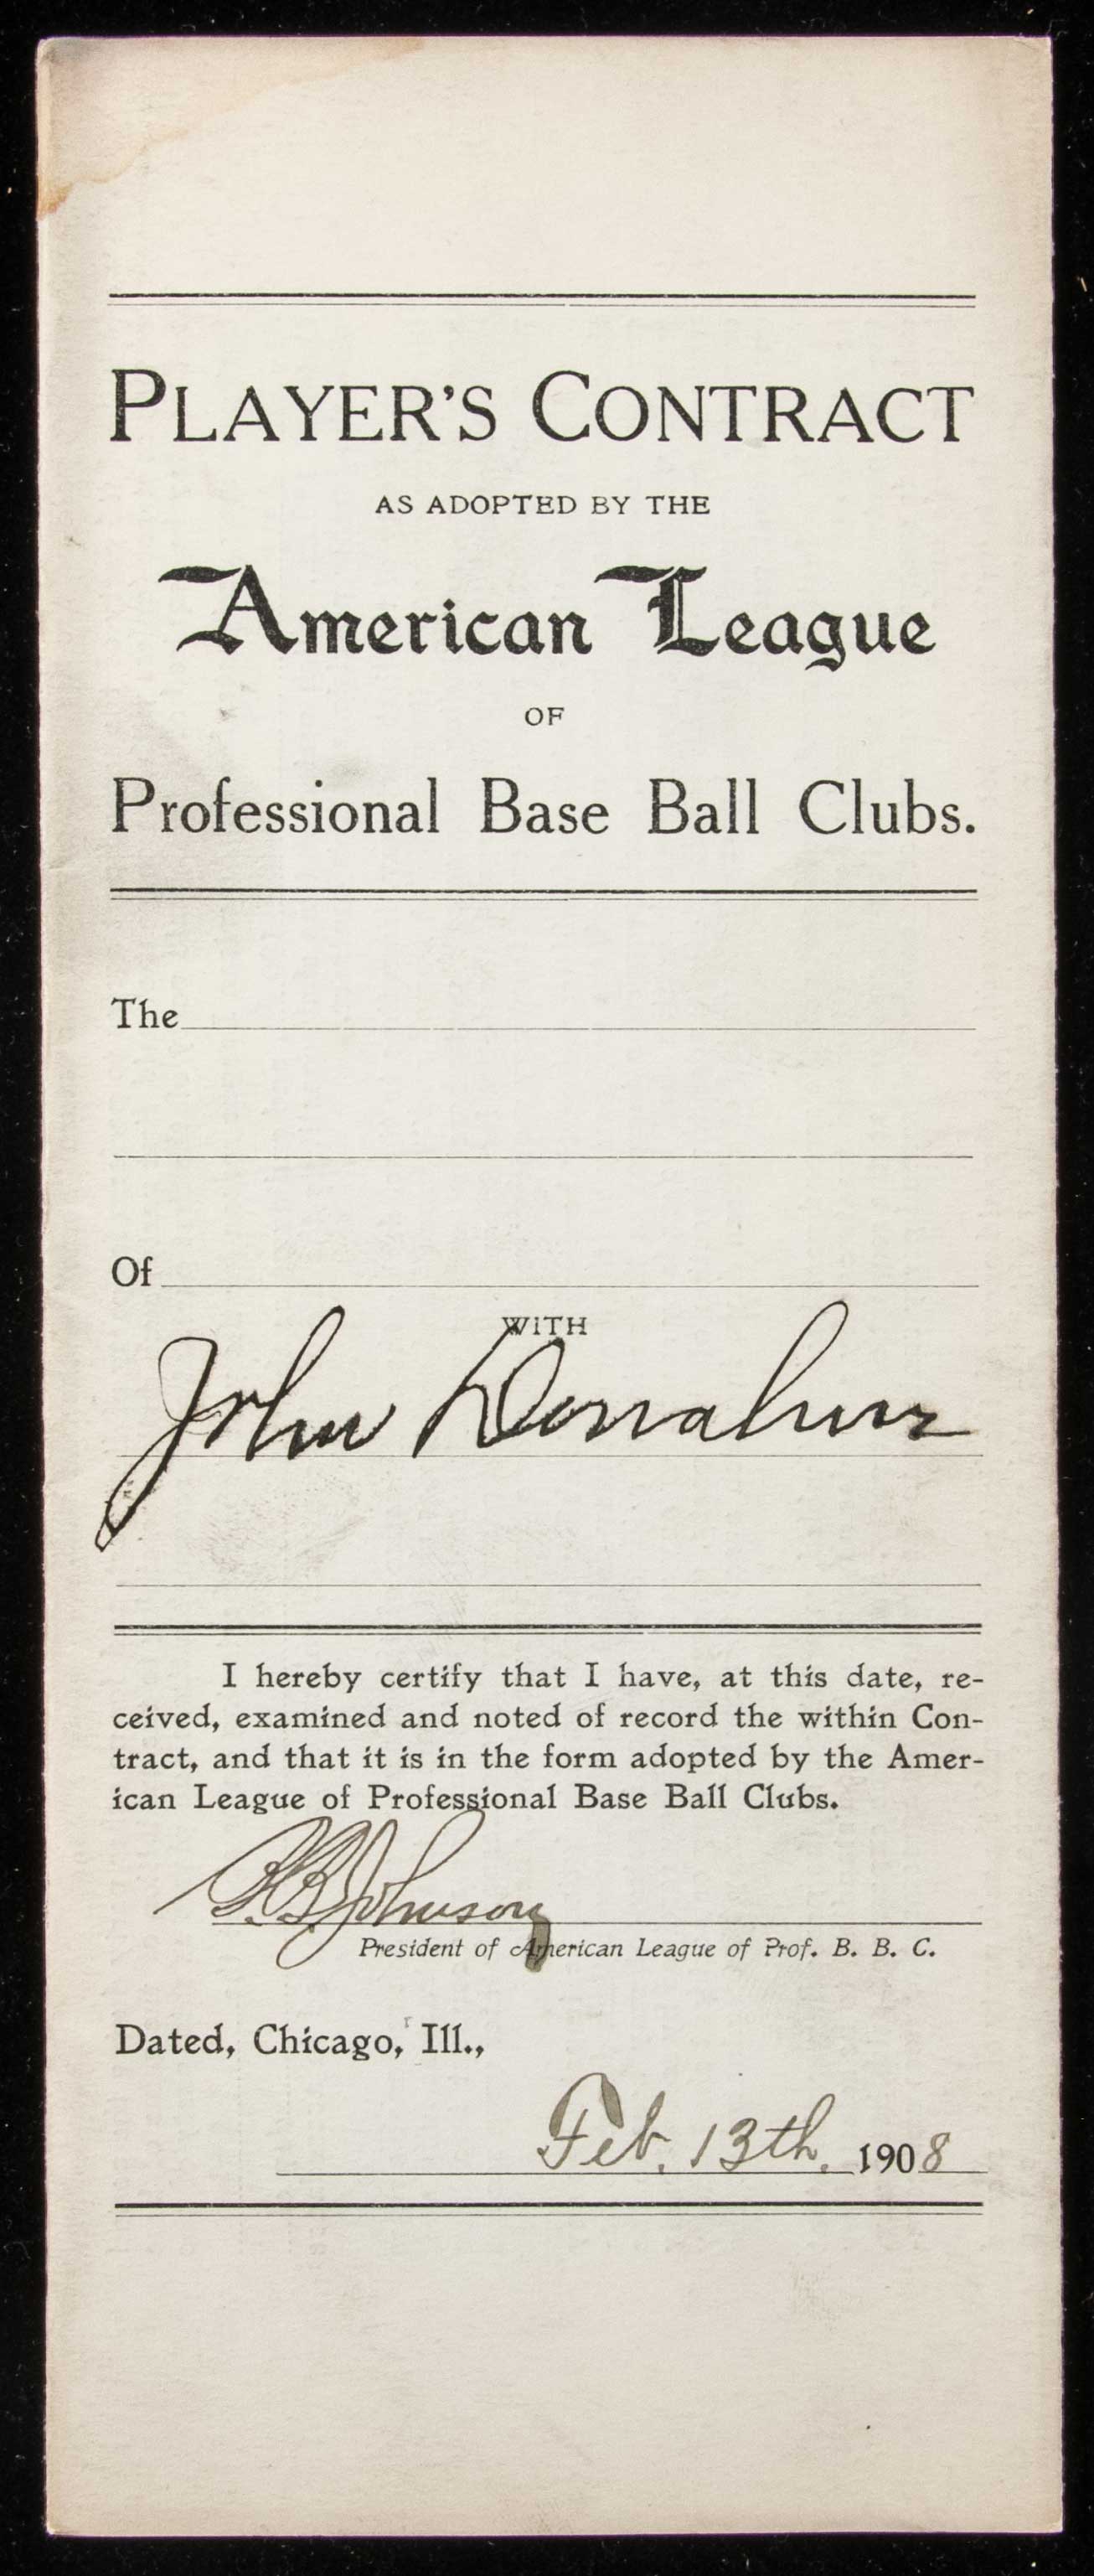 PLAYER'S CONTRACT
AS ADOPTED BY THE
American League
OF
Professional Base Ball Clubs.
The
Of
WITH
John Donahue
I hereby certify that I have, at this date, re-
ceived, examined and noted of record the within Con-
tract, and that it is in the form adopted by the Amer-
ican League of Professional Base Ball Clubs.
B.B. Johnson
President of American League of Prof. B. B. C.
Dated, Chicago, Ill.,
Feb. 13th. 1908